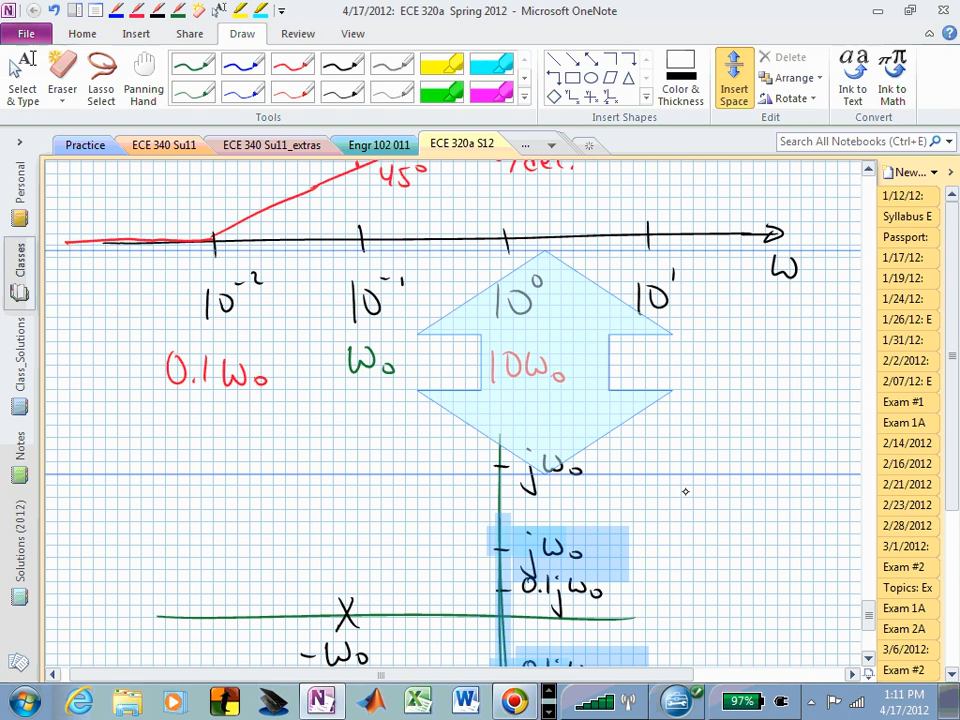 4/17/2012: ECE 320a Spring 2012 - Microsoft OneNote
File Home Insert Share Draw Review View
Select & Type
Eraser
Lasso Select
Panning Hand
Color & Thickness
Insert Space
Delete
Arrange
Rotate
Ink to Text
Ink to Math
Tools
Insert Shapes
Edit
Convert
Practice ECE 340 Su11 ECE 340 Su11_extras Engr 102 011 ECE 320a S12 ...
Search All Notebooks (Ctrl+E)
Personal
Classes
Class_Solutions
Notes
Solutions (2012)
45°
ω
10⁻² 10⁻¹ 10⁰ 10¹
0.1ω₀ ω₀ 10ω₀
- jω₀
- jω₀
- 0.1jω₀
X
-ω₀
New...
1/12/12:
Syllabus E
Passport:
1/17/12:
1/19/12:
1/24/12:
1/26/12: E
1/31/12:
2/2/2012:
2/07/12: E
Exam #1
Exam 1A
2/14/2012
2/16/2012
2/21/2012
2/23/2012
2/28/2012
3/1/2012:
Exam #2
Topics: Ex
Exam 1A
Exam 2A
3/6/2012:
Exam #2
97%
1:11 PM
4/17/2012